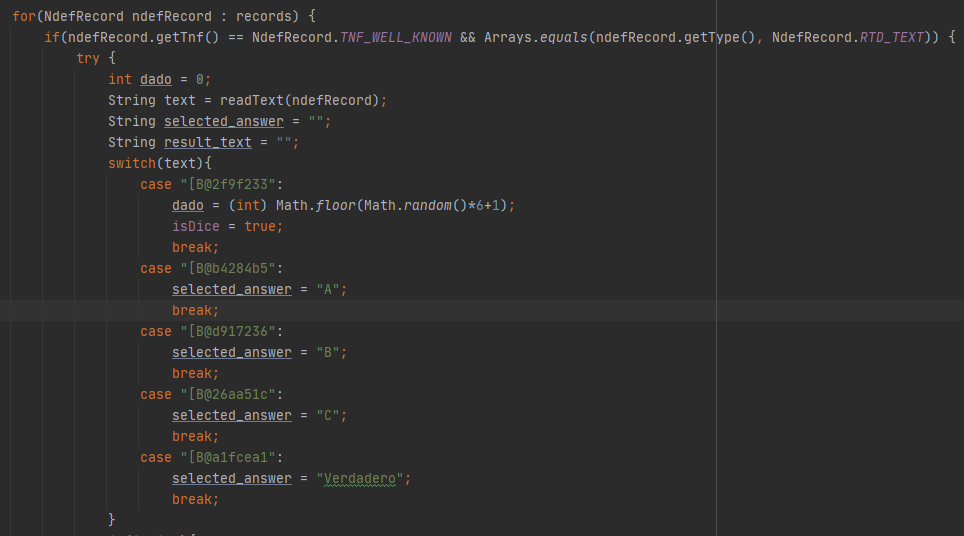 for(NdefRecord ndefRecord : records) {
if(ndefRecord.getTnf() == NdefRecord.TNF_WELL_KNOWN && Arrays.equals(ndefRecord.getType(), NdefRecord.RTD_TEXT)) {
try {
int dado = 0;
String text = readText(ndefRecord);
String selected_answer = "";
String result_text = "";
switch(text){
case "[B@2f9f233":
dado = (int) Math.floor(Math.random()*6+1);
isDice = true;
break;
case "[B@b4284b5":
selected_answer = "A";
break;
case "[B@d917236":
selected_answer = "B";
break;
case "[B@26aa51c":
selected_answer = "C";
break;
case "[B@a1fcea1":
selected_answer = "Verdadero";
break;
}